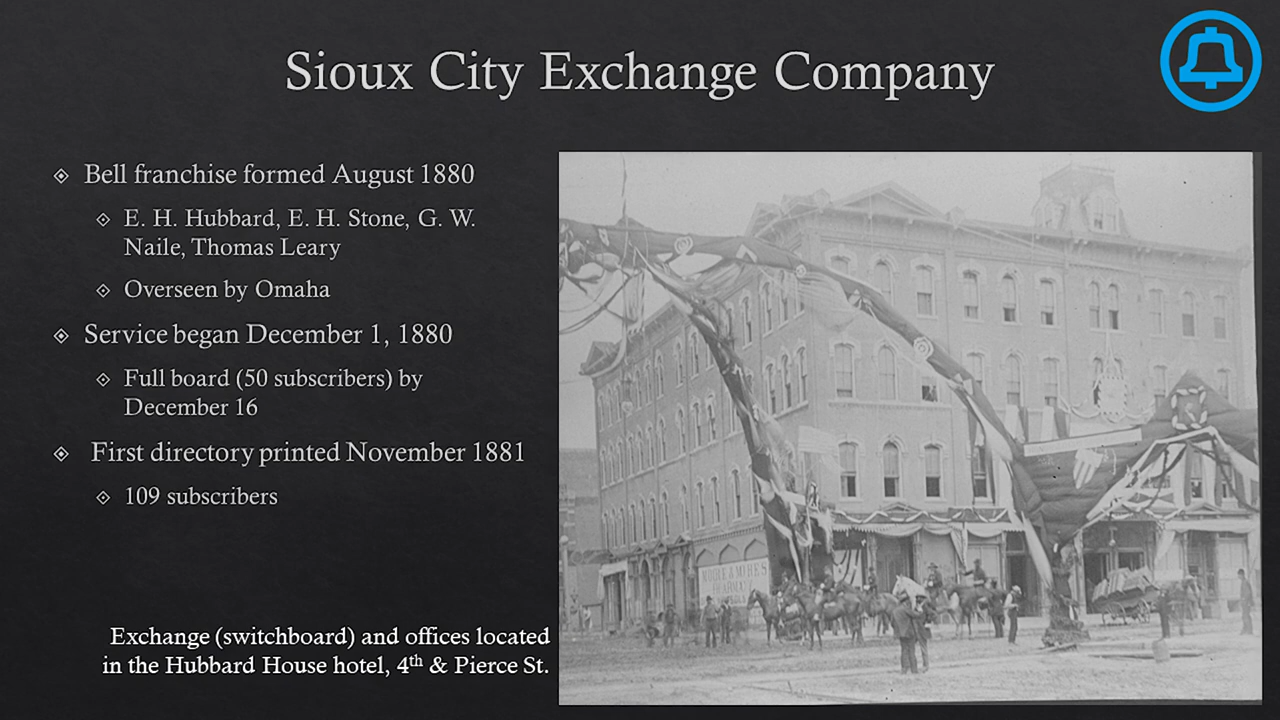 Sioux City Exchange Company
Bell franchise formed August 1880
E. H. Hubbard, E. H. Stone, G. W.
Naile, Thomas Leary
Overseen by Omaha
Service began December 1, 1880
Full board (50 subscribers) by
December 16
First directory printed November 1881
109 subscribers
Exchange (switchboard) and offices located
in the Hubbard House hotel, 4th & Pierce St.
PHARMACY